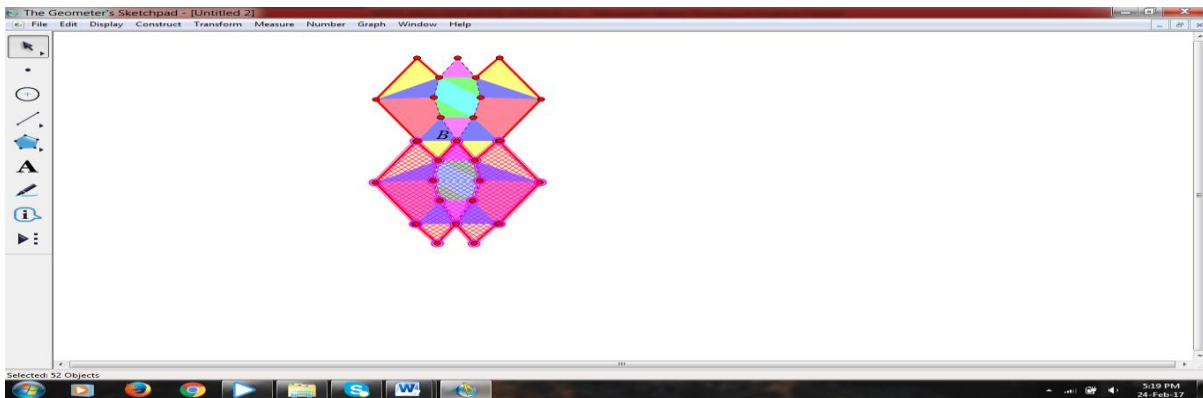 The Geometer's Sketchpad - [Untitled 2]
File Edit Display Construct Transform Measure Number Graph Window Help
A
B
Selected: 52 Objects
5:19 PM
24-Feb-17